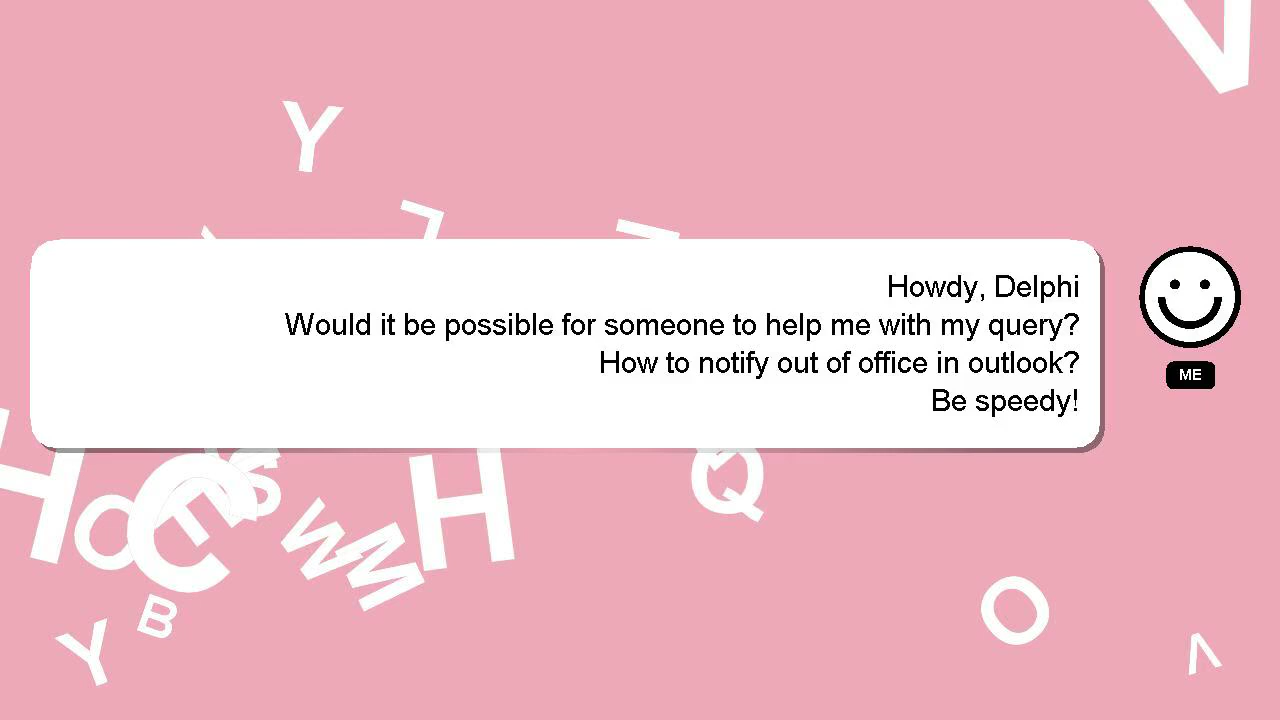 Howdy, Delphi
Would it be possible for someone to help me with my query?
How to notify out of office in outlook?
Be speedy!
ME